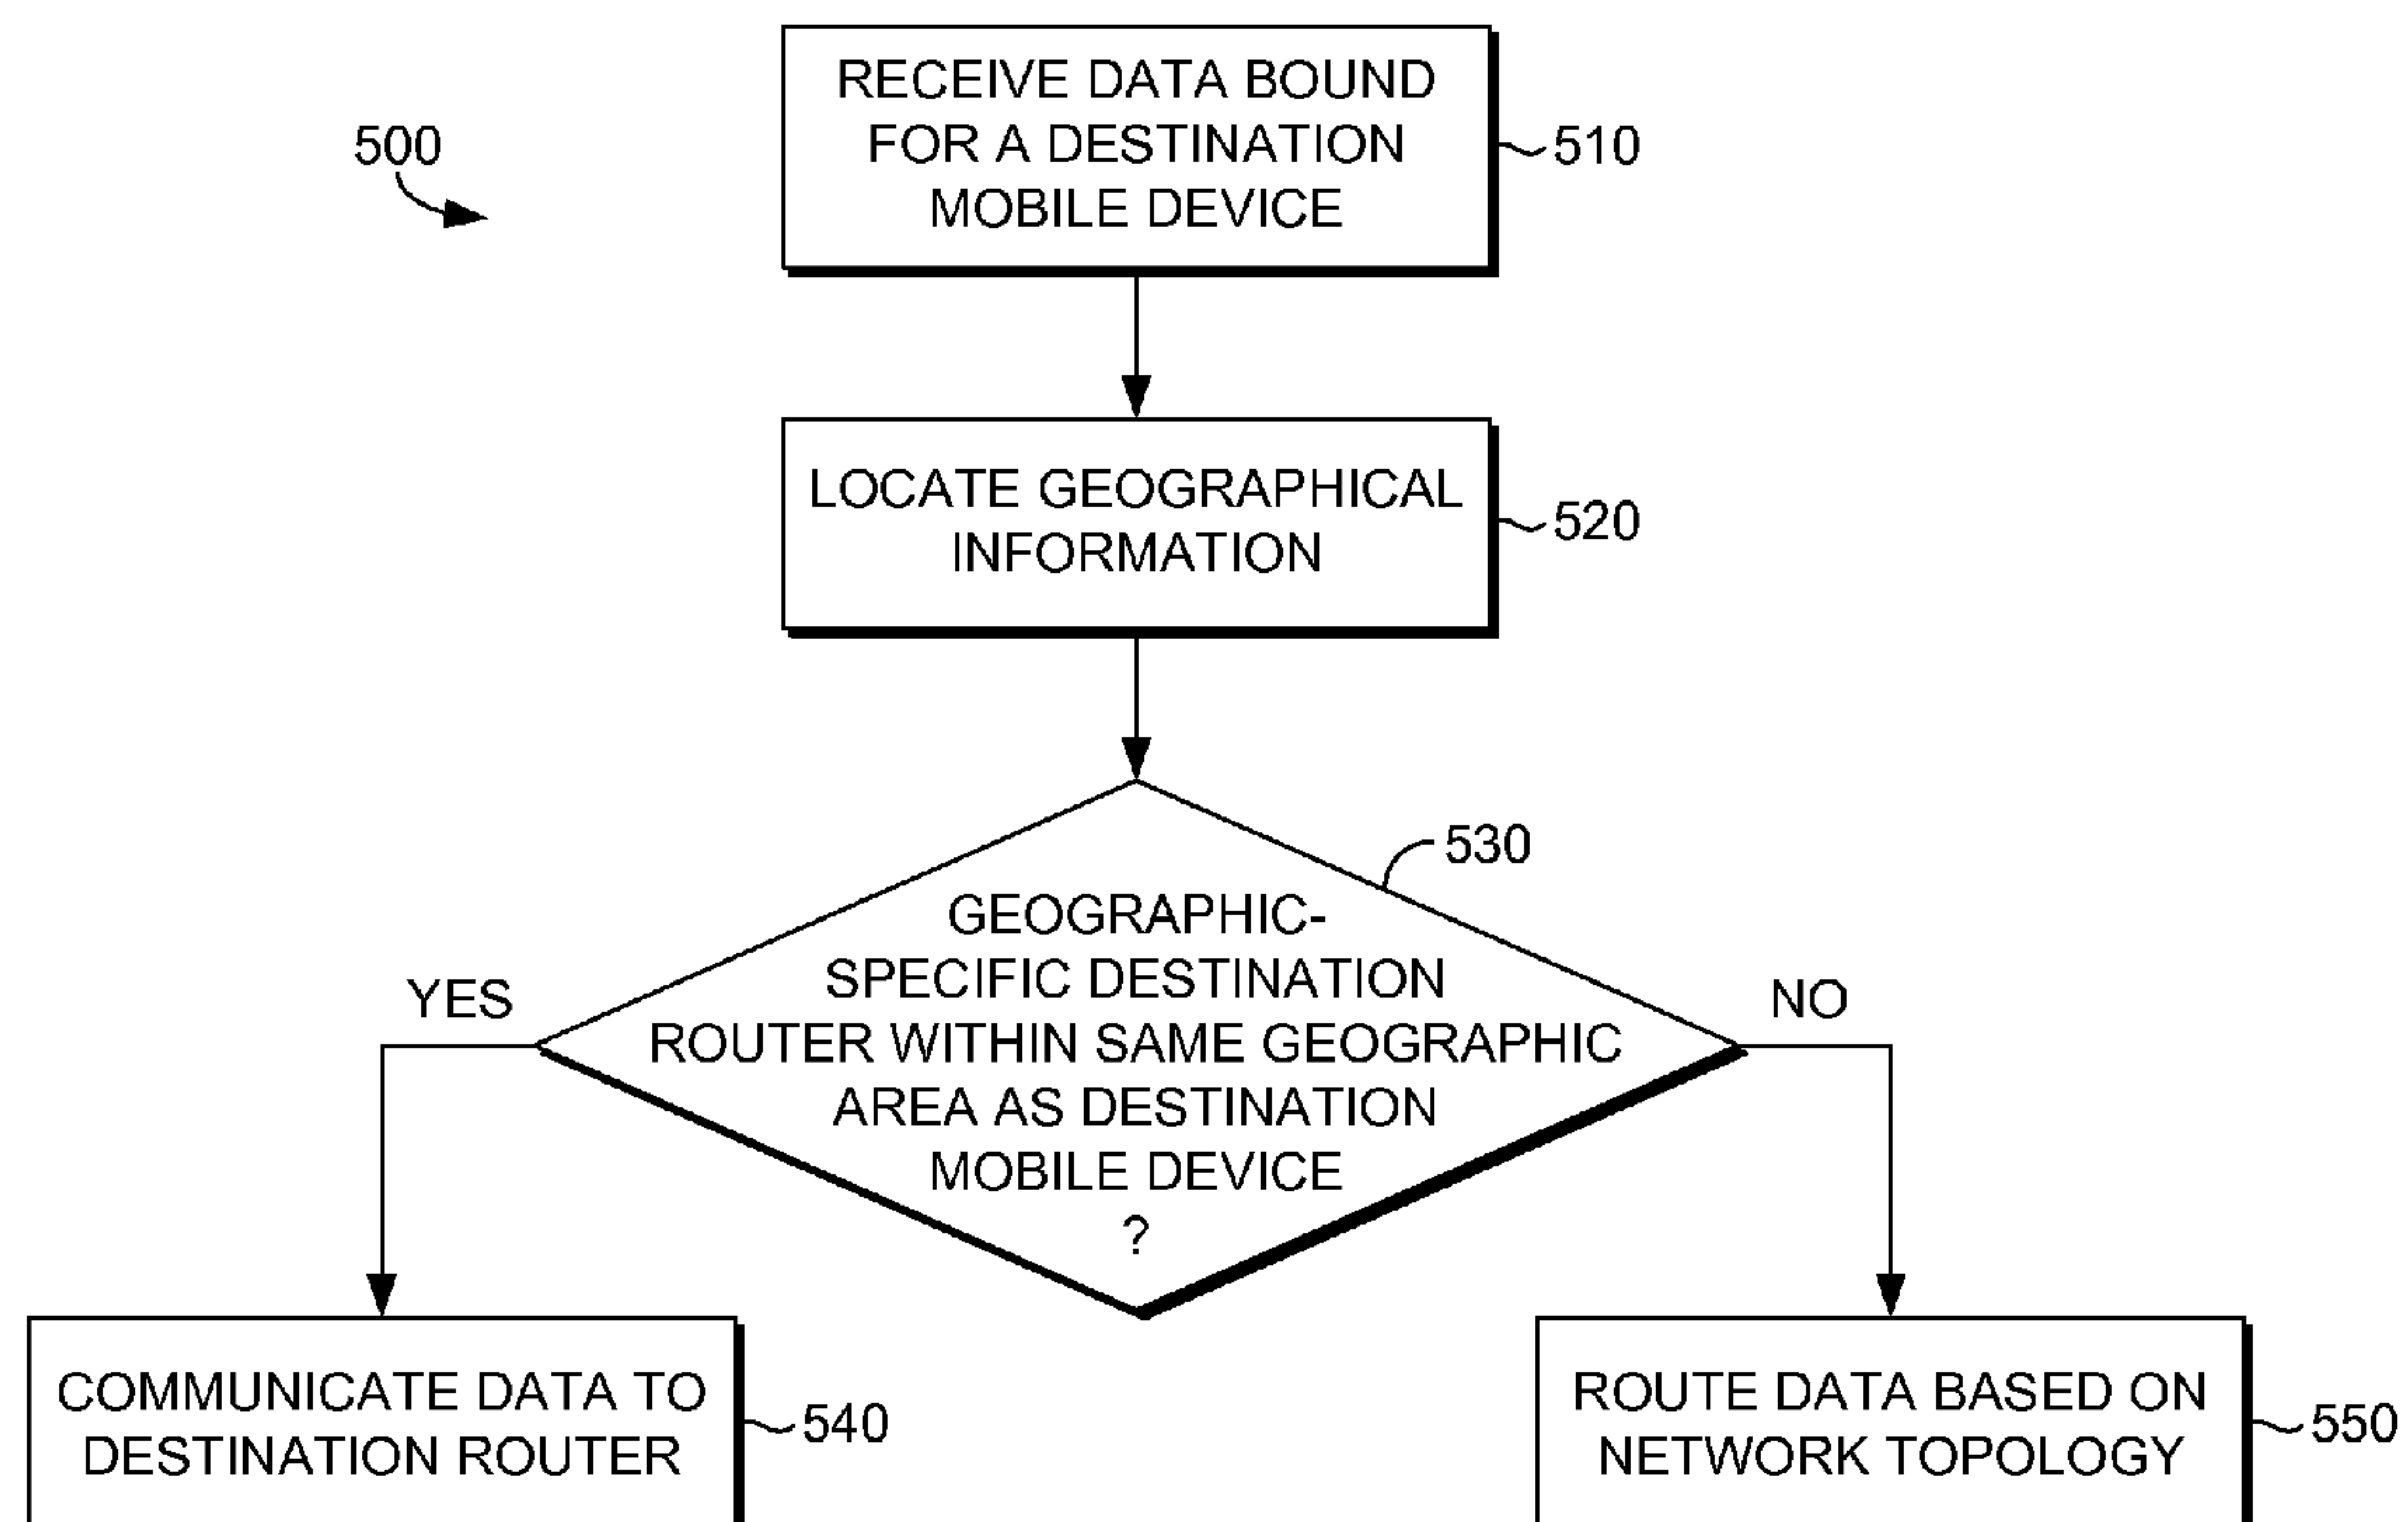 RECEIVE DATA BOUND
FOR A DESTINATION
MOBILE DEVICE
500
510
LOCATE GEOGRAPHICAL
INFORMATION
520
530
GEOGRAPHIC-
SPECIFIC DESTINATION
ROUTER WITHIN SAME GEOGRAPHIC
AREA AS DESTINATION
MOBILE DEVICE
?
YES
NO
COMMUNICATE DATA TO
DESTINATION ROUTER
540
ROUTE DATA BASED ON
NETWORK TOPOLOGY
550